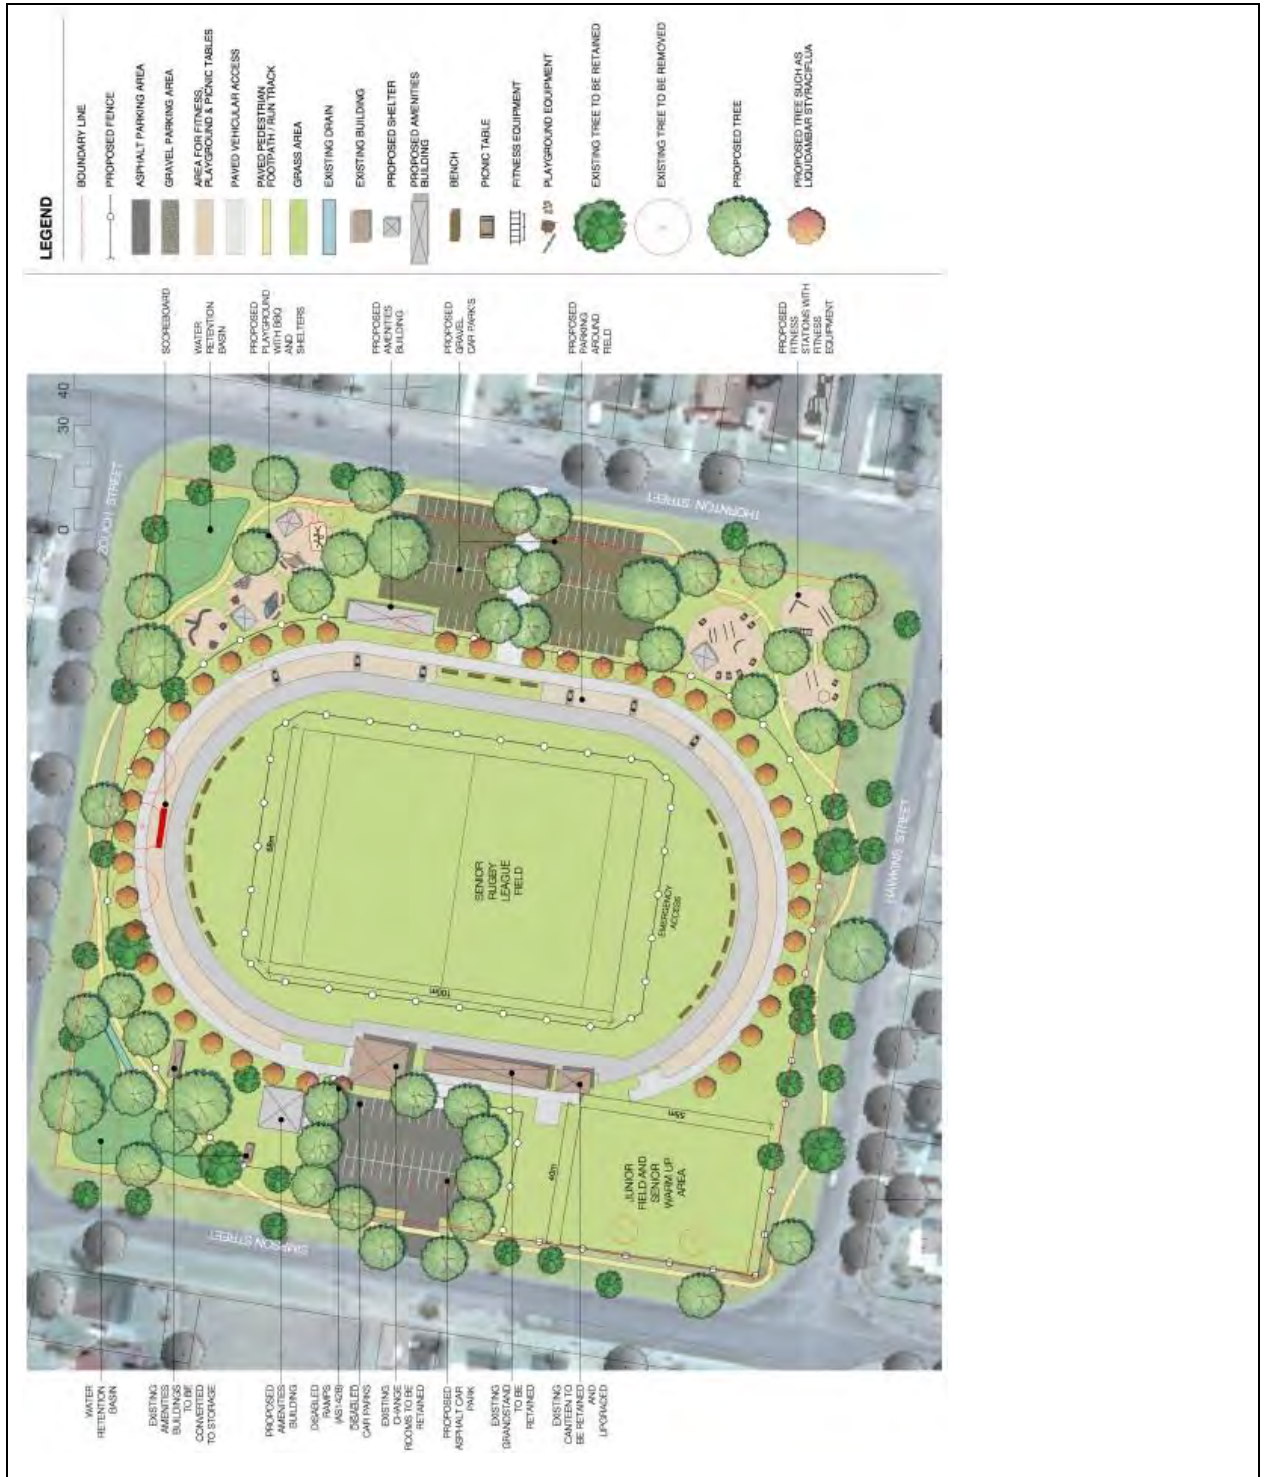 LEGEND
BOUNDARY LINE
PROPOSED FENCE
ASPHALT PARKING AREA
GRAVEL PARKING AREA
AREA FOR FITNESS,
PLAYGROUND & PICNIC TABLES
PAVED VEHICULAR ACCESS
PAVED PEDESTRIAN
FOOTPATH / RUN TRACK
GRASS AREA
EXISTING DRAIN
EXISTING BUILDING
PROPOSED SHELTER
PROPOSED AMENITIES
BUILDING
BENCH
PICNIC TABLE
FITNESS EQUIPMENT
PLAYGROUND EQUIPMENT
EXISTING TREE TO BE RETAINED
EXISTING TREE TO BE REMOVED
PROPOSED TREE
PROPOSED TREE SUCH AS
LIQUIDAMBAR STYRACIFLUA
SCOREBOARD
WATER
RETENTION
BASIN
PROPOSED
PLAYGROUND
WITH BBQ
AND
SHELTERS
PROPOSED
AMENITIES
BUILDING
PROPOSED
GRAVEL
CAR PARK'S
PROPOSED
PARKING
AROUND
FIELD
PROPOSED
FITNESS
STATIONS WITH
FITNESS
EQUIPMENT
0 30 40
ZOUCH STREET
THORNTON STREET
HAWKINS STREET
SIMPSON STREET
68m
100m
SENIOR
RUGBY
LEAGUE
FIELD
EMERGENCY
ACCESS
55m
40m
JUNIOR
FIELD AND
SENIOR
WARM UP
AREA
WATER
RETENTION
BASIN
EXISTING
AMENITIES
BUILDINGS
TO BE
CONVERTED
TO STORAGE
PROPOSED
AMENITIES
BUILDING
DISABLED
RAMPS
(AS1428)
DISABLED
CAR PARKS
EXISTING
CHANGE
ROOMS TO BE
RETAINED
PROPOSED
ASPHALT CAR
PARK
EXISTING
GRANDSTAND
TO BE
RETAINED
EXISTING
CANTEEN TO
BE RETAINED
AND
UPGRADED